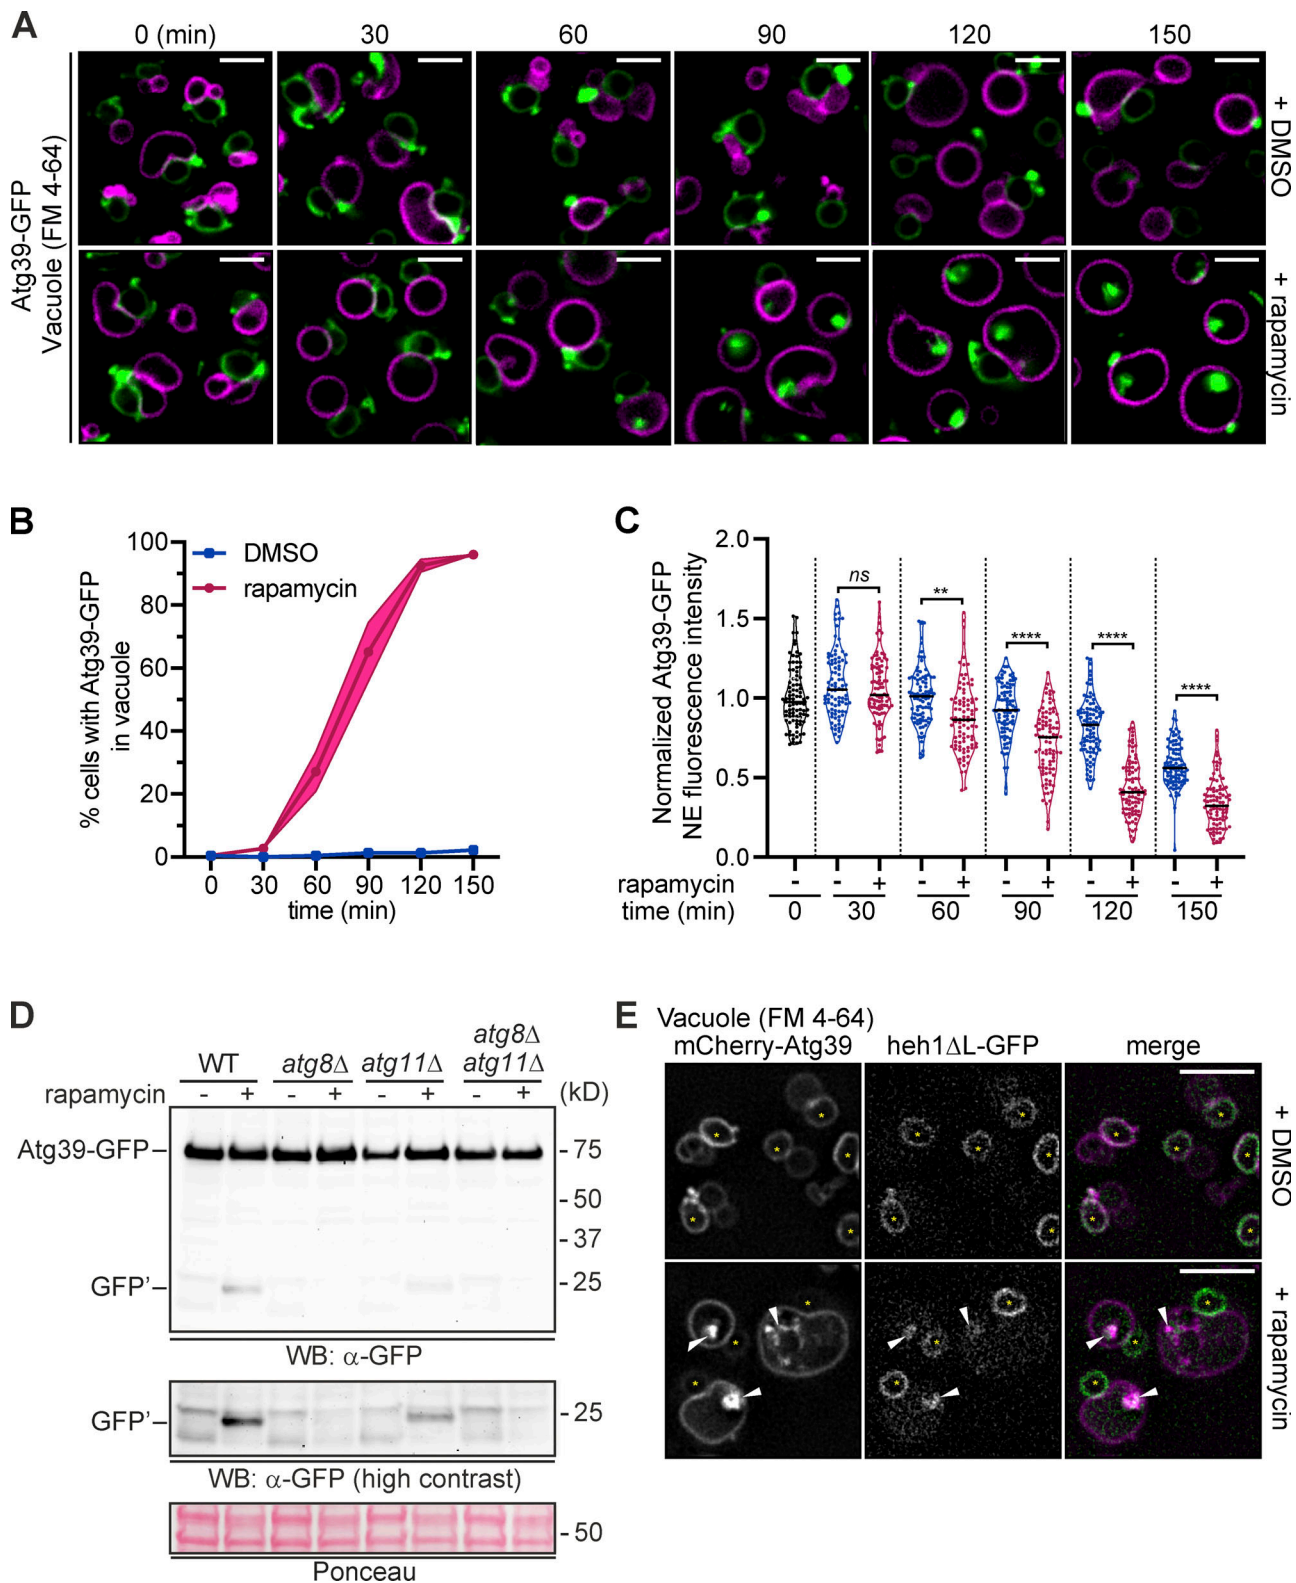 A
0 (min) 30 60 90 120 150
Atg39-GFP
Vacuole (FM 4-64)
+ DMSO
+ rapamycin
B
% cells with Atg39-GFP
in vacuole
100
80
60
40
20
0
DMSO
rapamycin
0 30 60 90 120 150
time (min)
C
Normalized Atg39-GFP
NE fluorescence intensity
2.0
1.5
1.0
0.5
0.0
ns ** **** **** ****
rapamycin - - + - + - + - + - +
time (min) 0 30 60 90 120 150
D
WT atg8Δ atg11Δ atg8Δ
atg11Δ
rapamycin - + - + - + - + (kD)
Atg39-GFP– - 75
- 50
- 37
GFP'– - 25
WB: α-GFP
GFP'– - 25
WB: α-GFP (high contrast)
- 50
Ponceau
E
Vacuole (FM 4-64)
mCherry-Atg39 heh1ΔL-GFP merge
+ DMSO
+ rapamycin